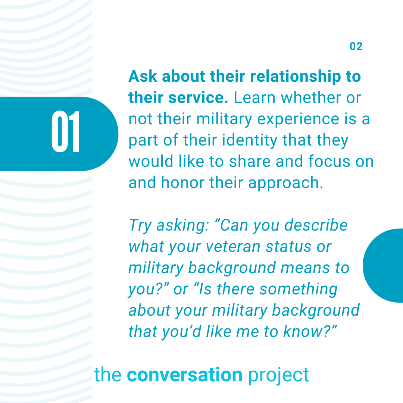 02
01
Ask about their relationship to
their service. Learn whether or
not their military experience is a
part of their identity that they
would like to share and focus on
and honor their approach.
Try asking: “Can you describe
what your veteran status or
military background means to
you?” or “Is there something
about your military background
that you’d like me to know?”
the conversation project